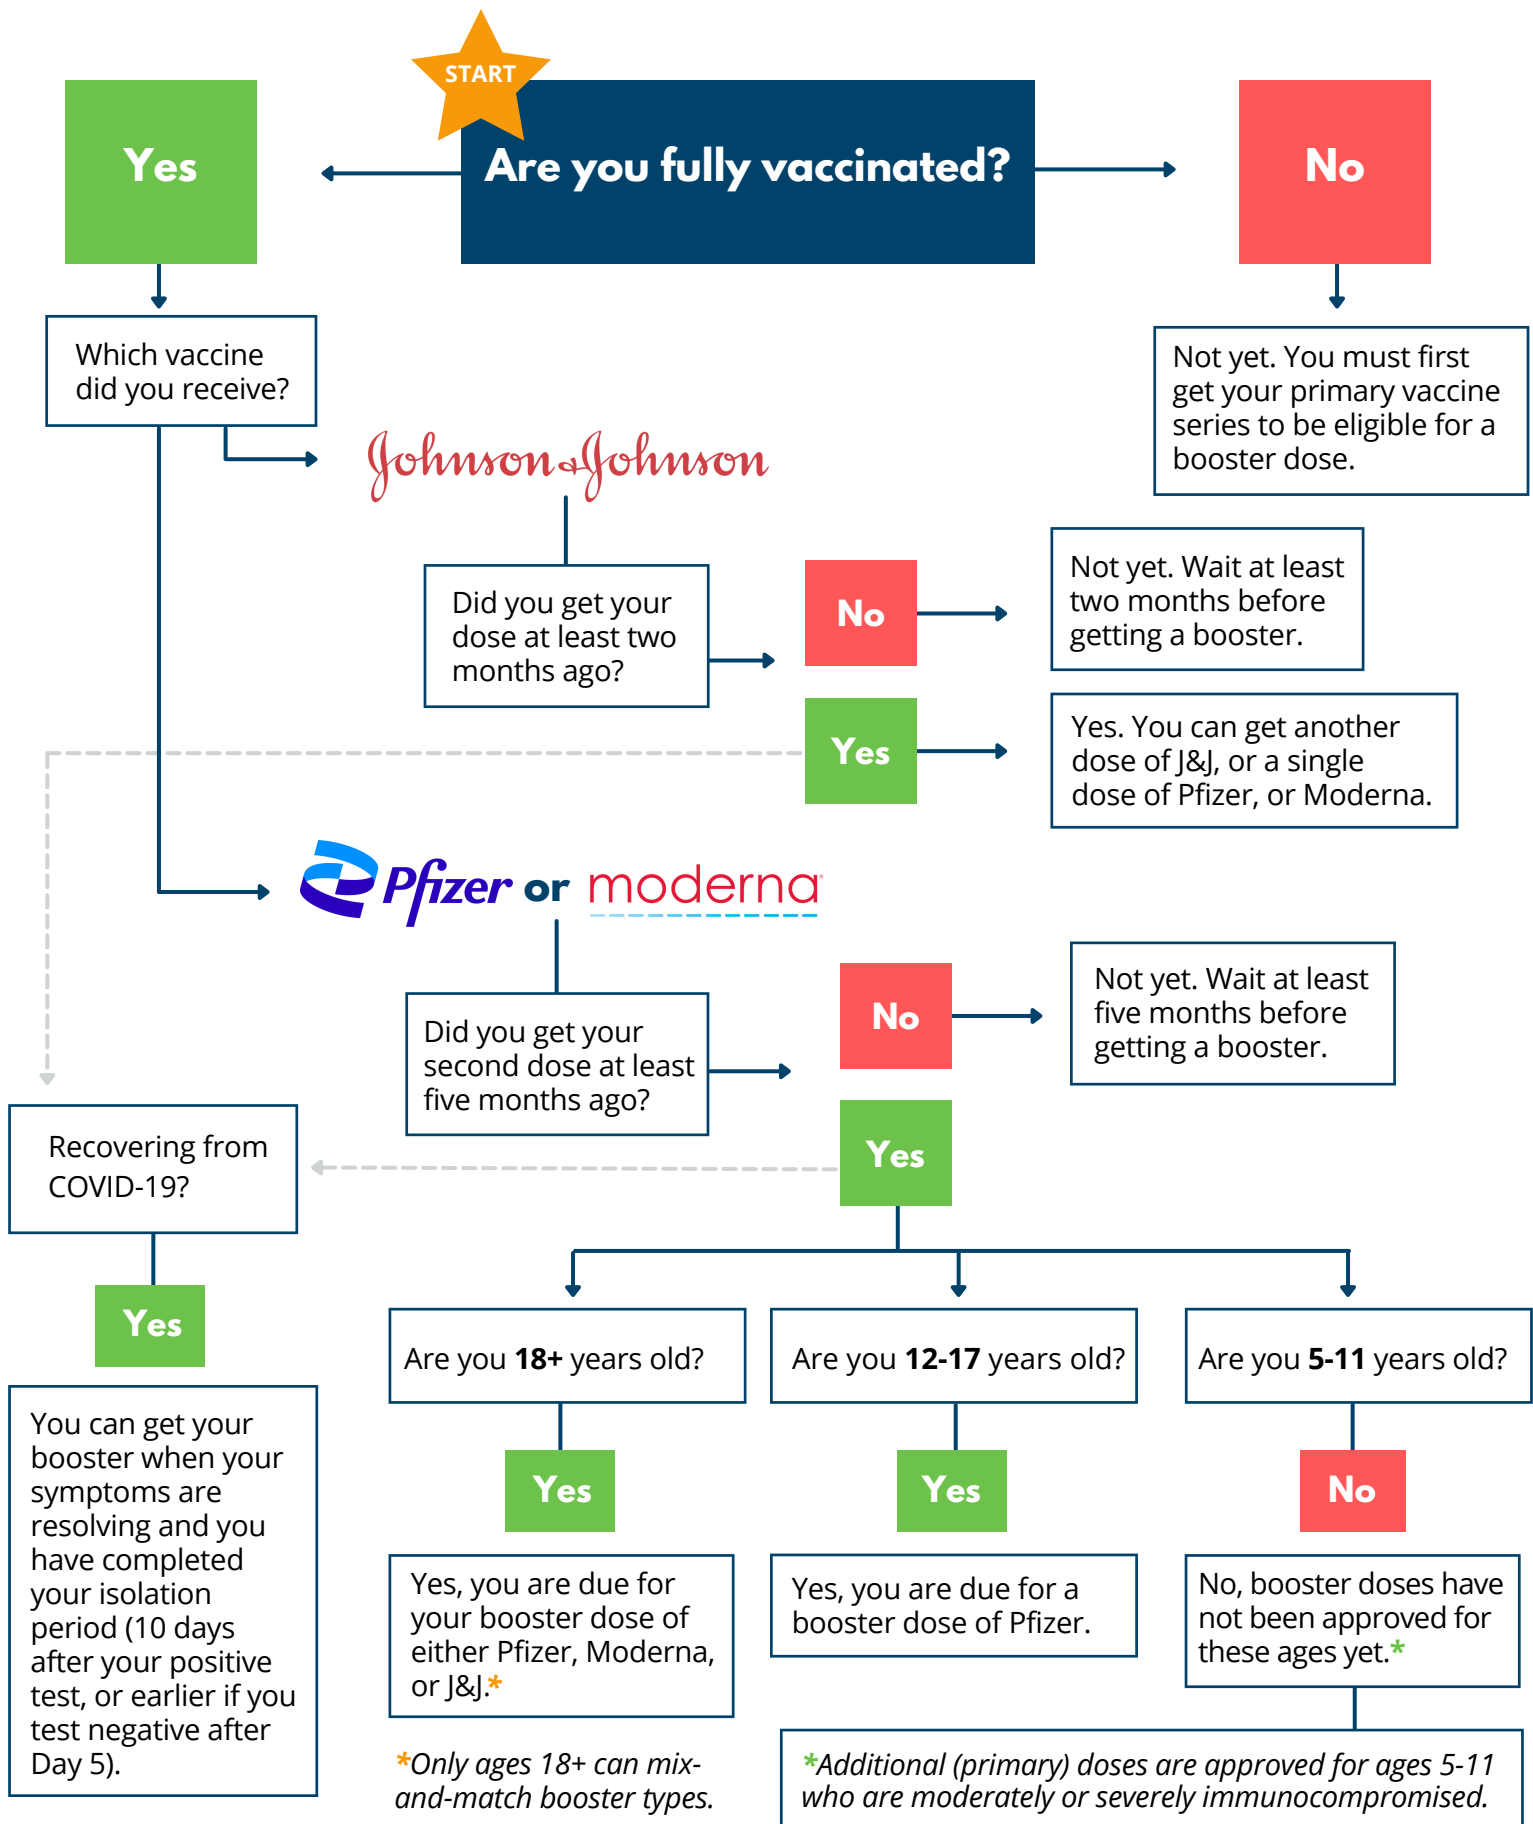 START
Are you fully vaccinated?
Yes
No
Which vaccine
did you receive?
Not yet. You must first
get your primary vaccine
series to be eligible for a
booster dose.
Johnson & Johnson
Did you get your
dose at least two
months ago?
No
Not yet. Wait at least
two months before
getting a booster.
Yes
Yes. You can get another
dose of J&J, or a single
dose of Pfizer, or Moderna.
Pfizer or moderna
Did you get your
second dose at least
five months ago?
No
Not yet. Wait at least
five months before
getting a booster.
Yes
Recovering from
COVID-19?
Yes
You can get your
booster when your
symptoms are
resolving and you
have completed
your isolation
period (10 days
after your positive
test, or earlier if you
test negative after
Day 5).
Are you 18+ years old?
Yes
Yes, you are due for
your booster dose of
either Pfizer, Moderna,
or J&J.*
*Only ages 18+ can mix-
and-match booster types.
Are you 12-17 years old?
Yes
Yes, you are due for a
booster dose of Pfizer.
Are you 5-11 years old?
No
No, booster doses have
not been approved for
these ages yet.*
*Additional (primary) doses are approved for ages 5-11
who are moderately or severely immunocompromised.